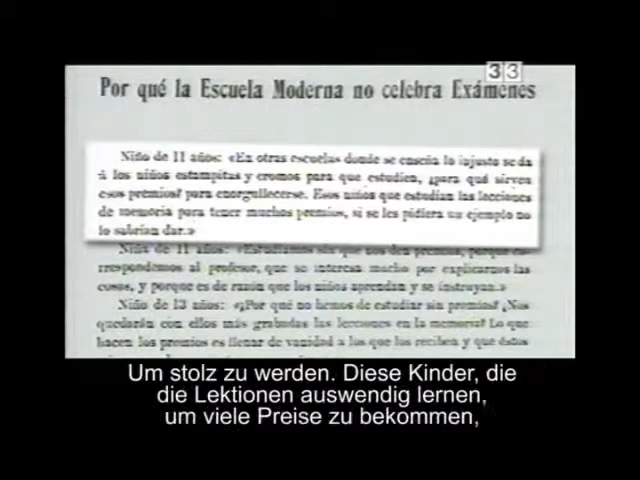 33
Por qué la Escuela Moderna no celebra Exámenes
Niño de 11 años: «En otras escuelas donde se enseña lo injusto se da
á los niños estampitas y cromos para que estudien, ¿para qué sirven
esos premios? para enorgullecerse. Esos niños que estudian las lecciones
de memoria para tener muchos premios, si se les pidiera un ejemplo no
lo sabrían dar.»
Niño de 11 años: «Estudiamos sin que nos den premios, porque co-
rrespondemos al profesor, que se interesa mucho por explicarnos las
cosas, y porque es de razón que los niños aprendan y se instruyan.»
Niño de 13 años: «¿Por qué no hemos de estudiar sin premios? ¿Nos
quedarán con ellos más grabadas las lecciones en la memoria? Lo que
hacen los premios es llenar de vanidad a los que los reciben y que éstos
Um stolz zu werden. Diese Kinder, die
die Lektionen auswendig lernen,
um viele Preise zu bekommen,